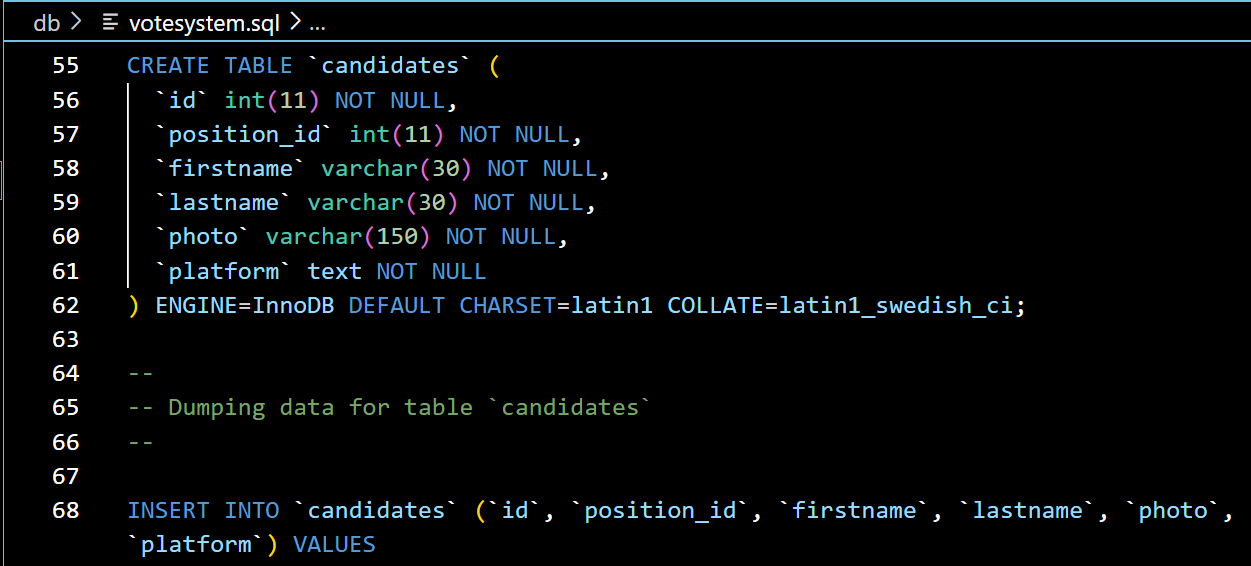 db > votesystem.sql > ...
55 CREATE TABLE `candidates` (
56 `id` int(11) NOT NULL,
57 `position_id` int(11) NOT NULL,
58 `firstname` varchar(30) NOT NULL,
59 `lastname` varchar(30) NOT NULL,
60 `photo` varchar(150) NOT NULL,
61 `platform` text NOT NULL
62 ) ENGINE=InnoDB DEFAULT CHARSET=latin1 COLLATE=latin1_swedish_ci;
63
64 --
65 -- Dumping data for table `candidates`
66 --
67
68 INSERT INTO `candidates` (`id`, `position_id`, `firstname`, `lastname`, `photo`,
`platform`) VALUES